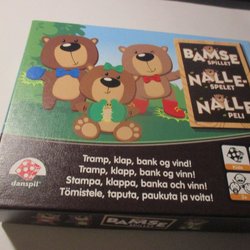 BAMSE
SPILLET
NALLE-
SPELET
NALL
PELI
Tramp, klap, bank og vind!
Tramp, klapp, bank og vinn!
Stampa, klappa, banka och vinn!
Tömistele, taputa, paukuta ja voita!
danspil
BAMSE